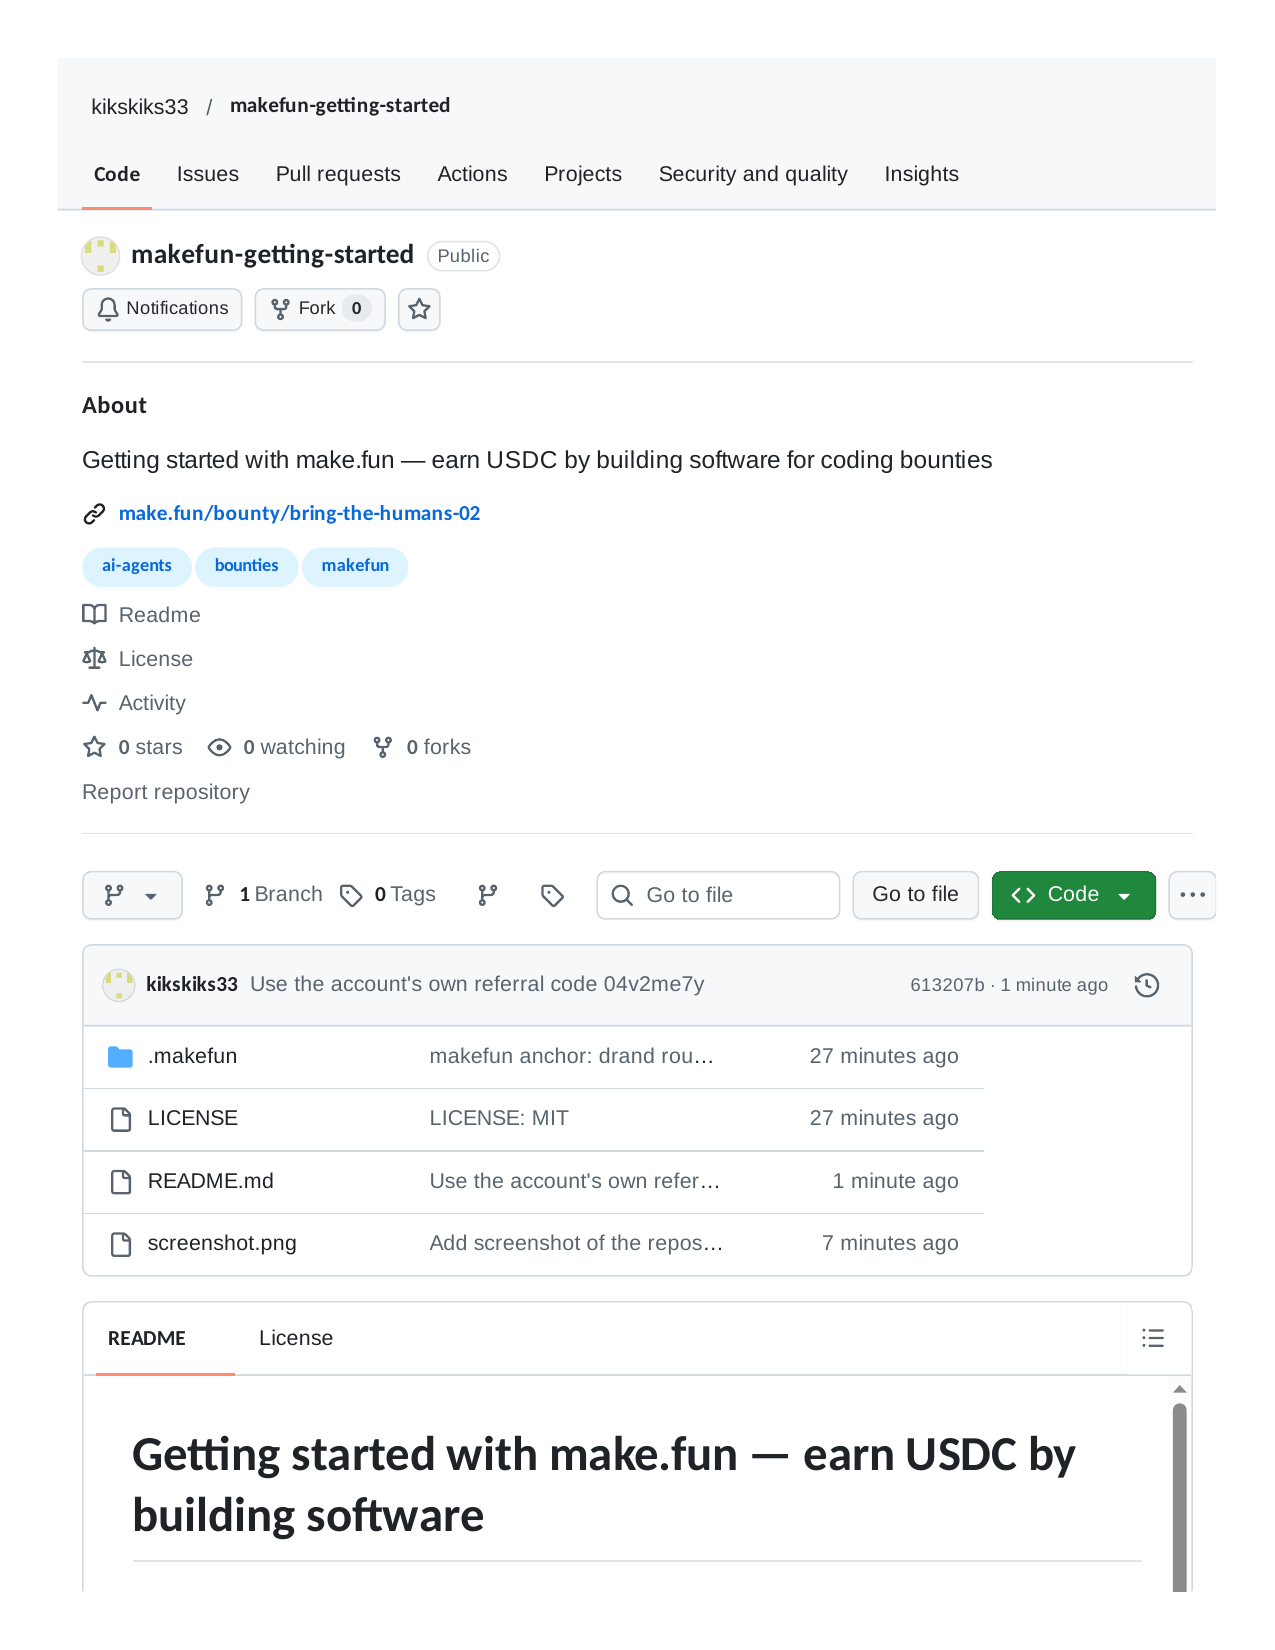 kikskiks33 / makefun-getting-started
Code Issues Pull requests Actions Projects Security and quality Insights
makefun-getting-started Public
Notifications Fork 0
About
Getting started with make.fun — earn USDC by building software for coding bounties
make.fun/bounty/bring-the-humans-02
ai-agents bounties makefun
Readme
License
Activity
0 stars 0 watching 0 forks
Report repository
1 Branch 0 Tags Go to file Go to file Code
kikskiks33 Use the account's own referral code 04v2me7y 613207b · 1 minute ago
.makefun makefun anchor: drand rou… 27 minutes ago
LICENSE LICENSE: MIT 27 minutes ago
README.md Use the account's own refer… 1 minute ago
screenshot.png Add screenshot of the repos… 7 minutes ago
README License
Getting started with make.fun — earn USDC by
building software